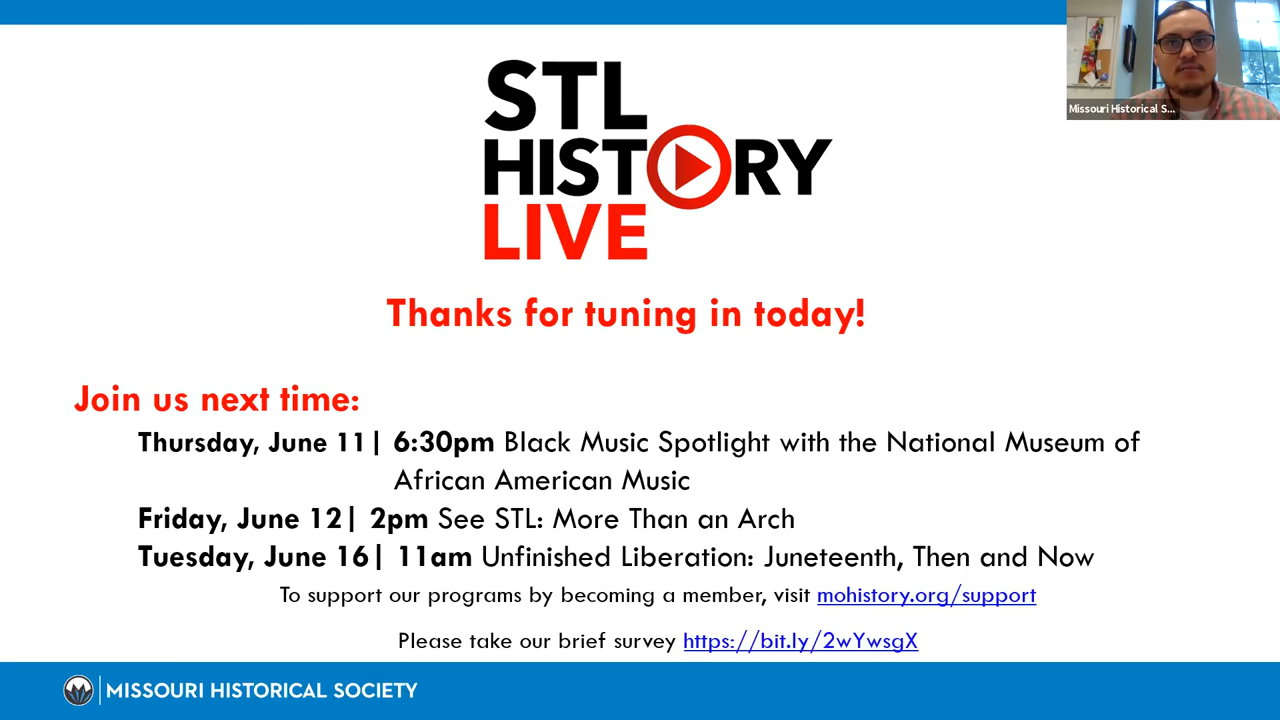 STL
HISTORY
LIVE
Missouri Historical S...
Thanks for tuning in today!
Join us next time:
Thursday, June 11| 6:30pm Black Music Spotlight with the National Museum of
African American Music
Friday, June 12| 2pm See STL: More Than an Arch
Tuesday, June 16| 11am Unfinished Liberation: Juneteenth, Then and Now
To support our programs by becoming a member, visit mohistory.org/support
Please take our brief survey https://bit.ly/2wYwsgX
MISSOURI HISTORICAL SOCIETY